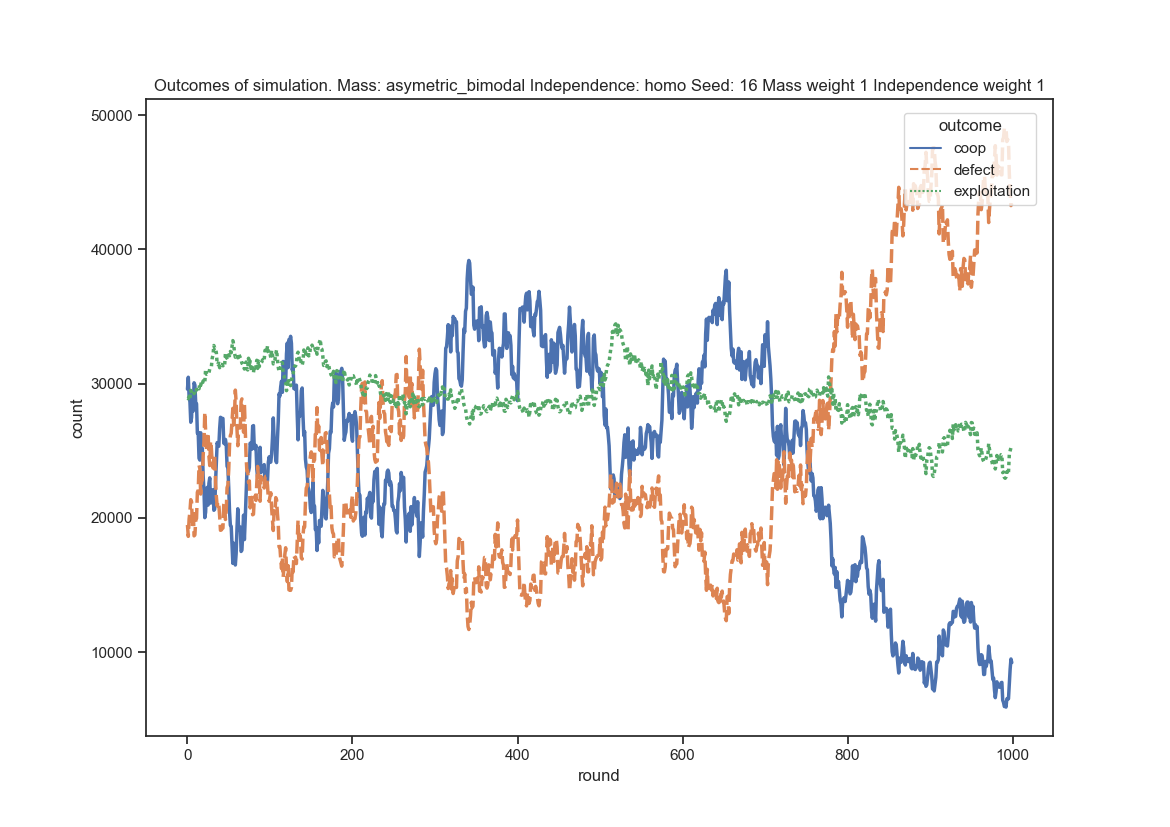 Outcomes of simulation. Mass: asymetric_bimodal Independence: homo Seed: 16 Mass weight 1 Independence weight 1
50000
40000
30000
20000
10000
count
outcome
coop
defect
exploitation
0
200
400
600
800
1000
round